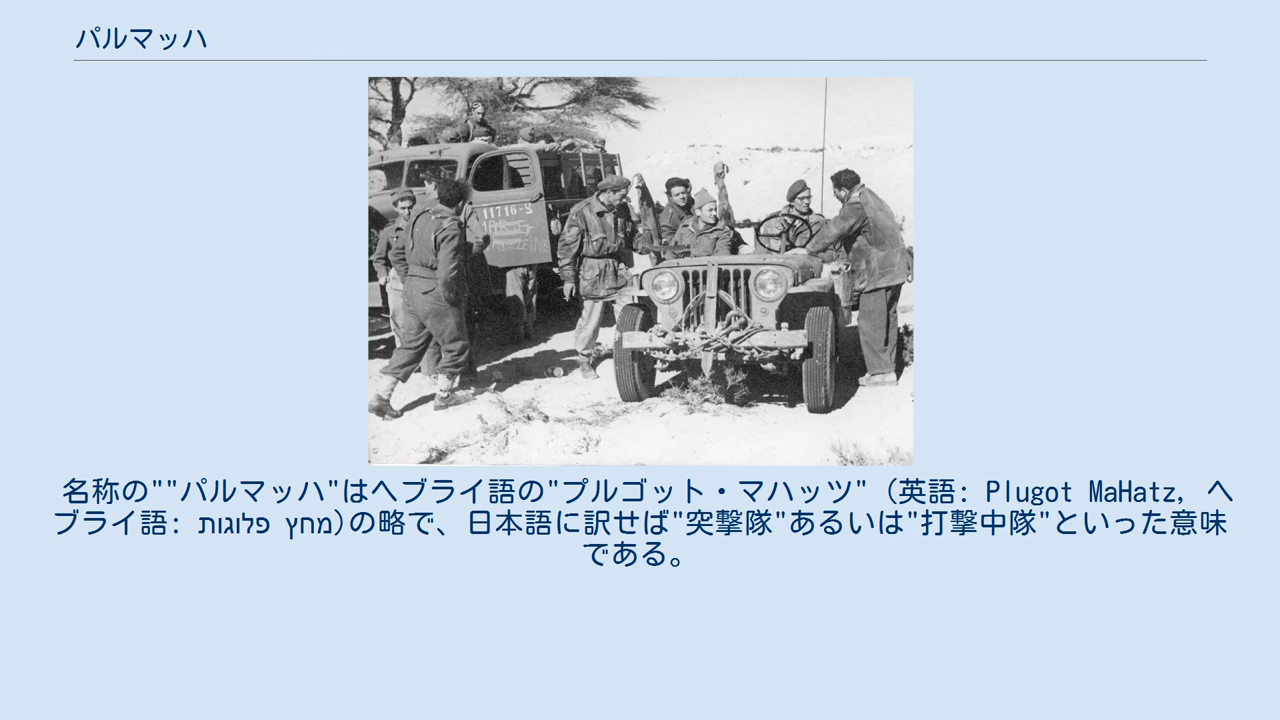 パルマッハ
11716-S
名称の""パルマッハ"はヘブライ語の"プルゴット・マハッツ" (英語: Plugot MaHatz, ヘ
ブライ語: פלוגות מחץ)の略で、日本語に訳せば"突撃隊"あるいは"打撃中隊"といった意味
である。